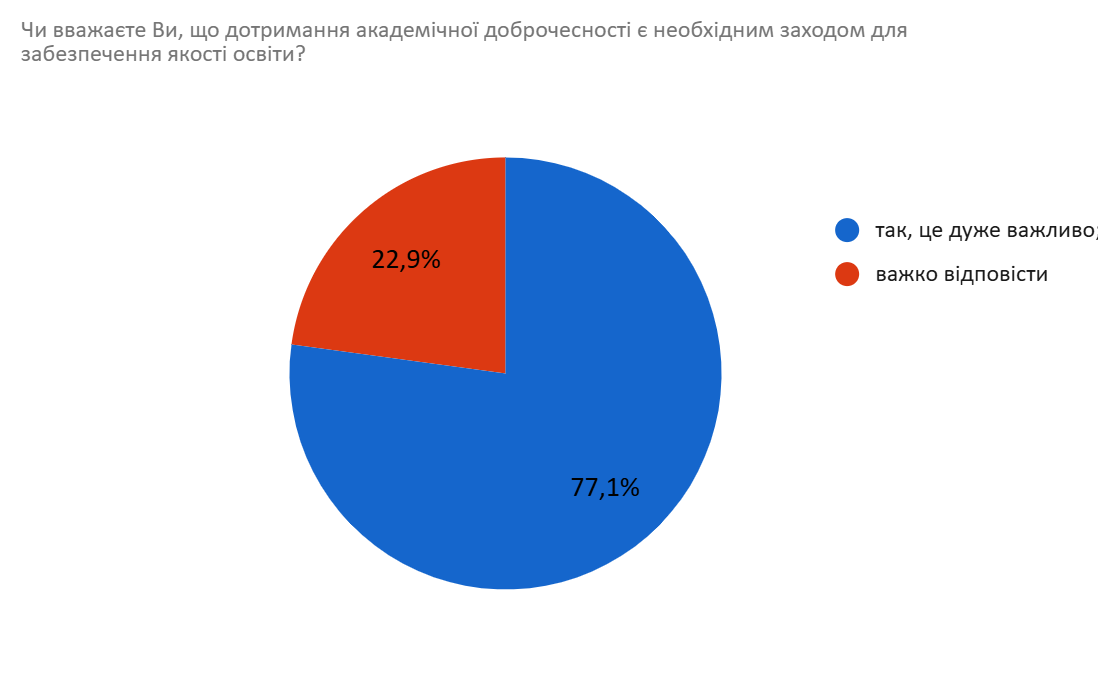 Чи вважаєте Ви, що дотримання академічної доброчесності є необхідним заходом для
забезпечення якості освіти?
так, це дуже важливо;
важко відповісти
22,9%
77,1%